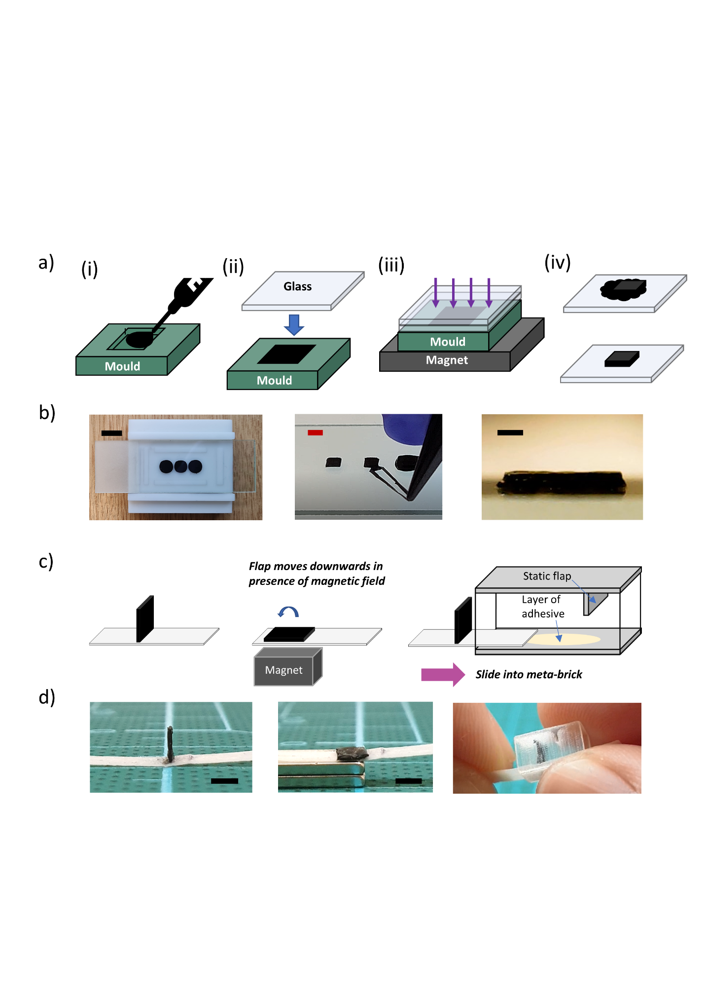 a)
(i)
(ii)
(iii)
(iv)
Glass
Mould
Mould
Mould
Magnet
b)
c)
Flap moves downwards in
presence of magnetic field
Magnet
Static flap
Layer of
adhesive
Slide into meta-brick
d)